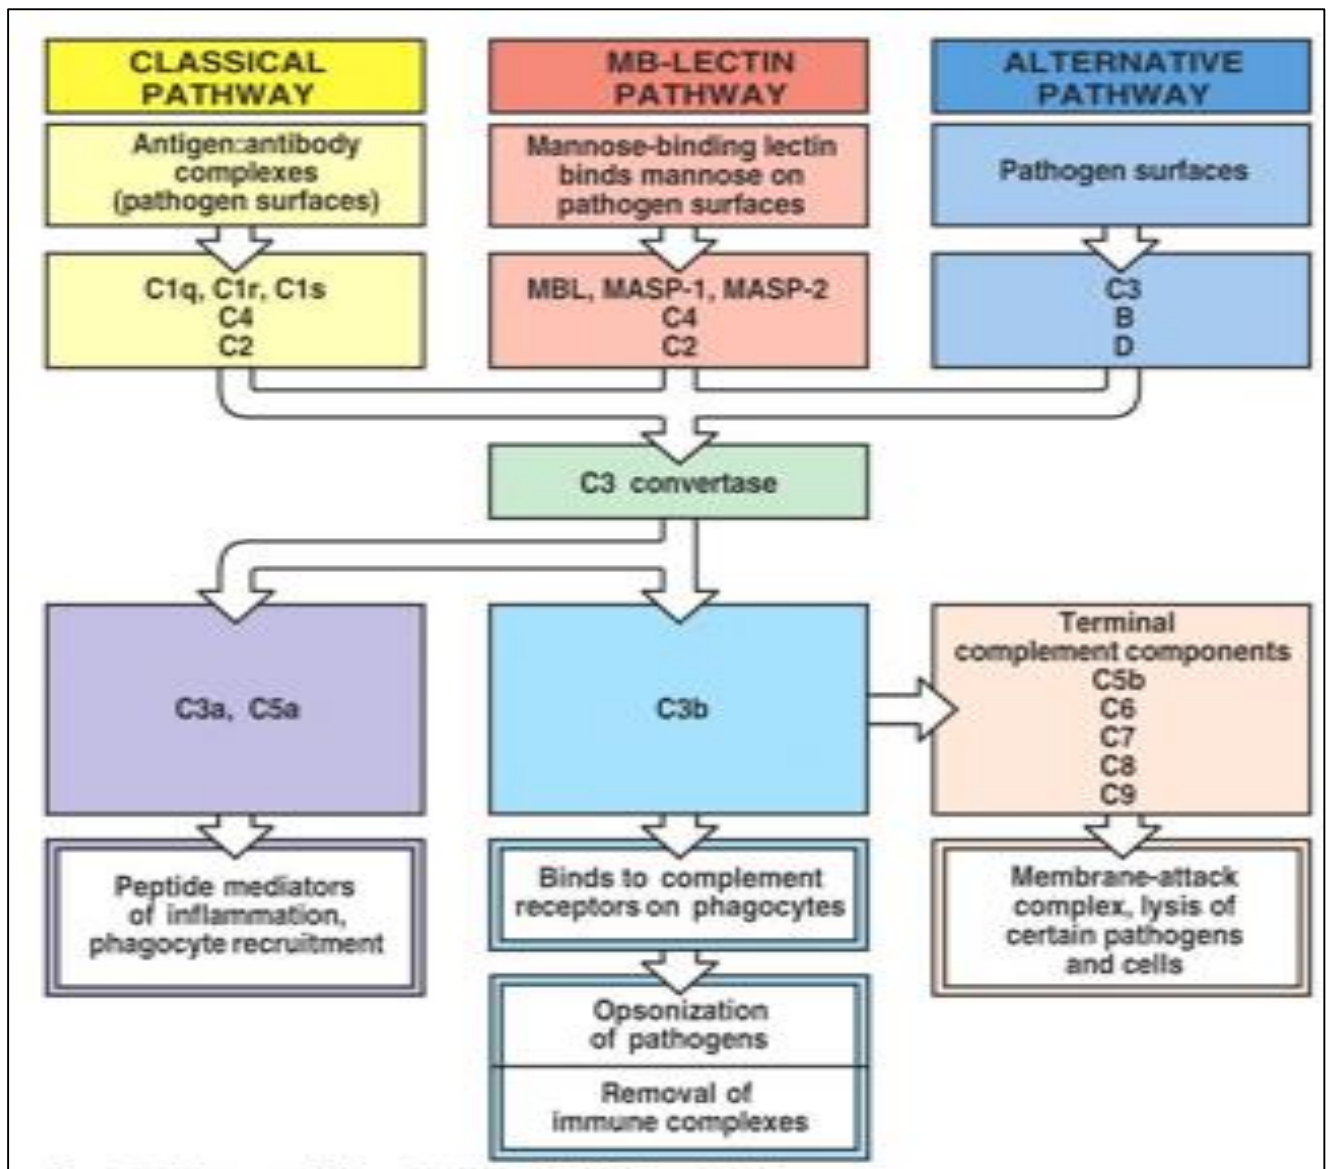 CLASSICAL
PATHWAY
MB-LECTIN
PATHWAY
ALTERNATIVE
PATHWAY
Antigen:antibody
complexes
(pathogen surfaces)
Mannose-binding lectin
binds mannose on
pathogen surfaces
Pathogen surfaces
C1q, C1r, C1s
C4
C2
MBL, MASP-1, MASP-2
C4
C2
C3
B
D
C3 convertase
C3a, C5a
C3b
Terminal
complement components
C5b
C6
C7
C8
C9
Peptide mediators
of inflammation,
phagocyte recruitment
Binds to complement
receptors on phagocytes
Membrane-attack
complex, lysis of
certain pathogens
and cells
Opsonization
of pathogens
Removal of
immune complexes